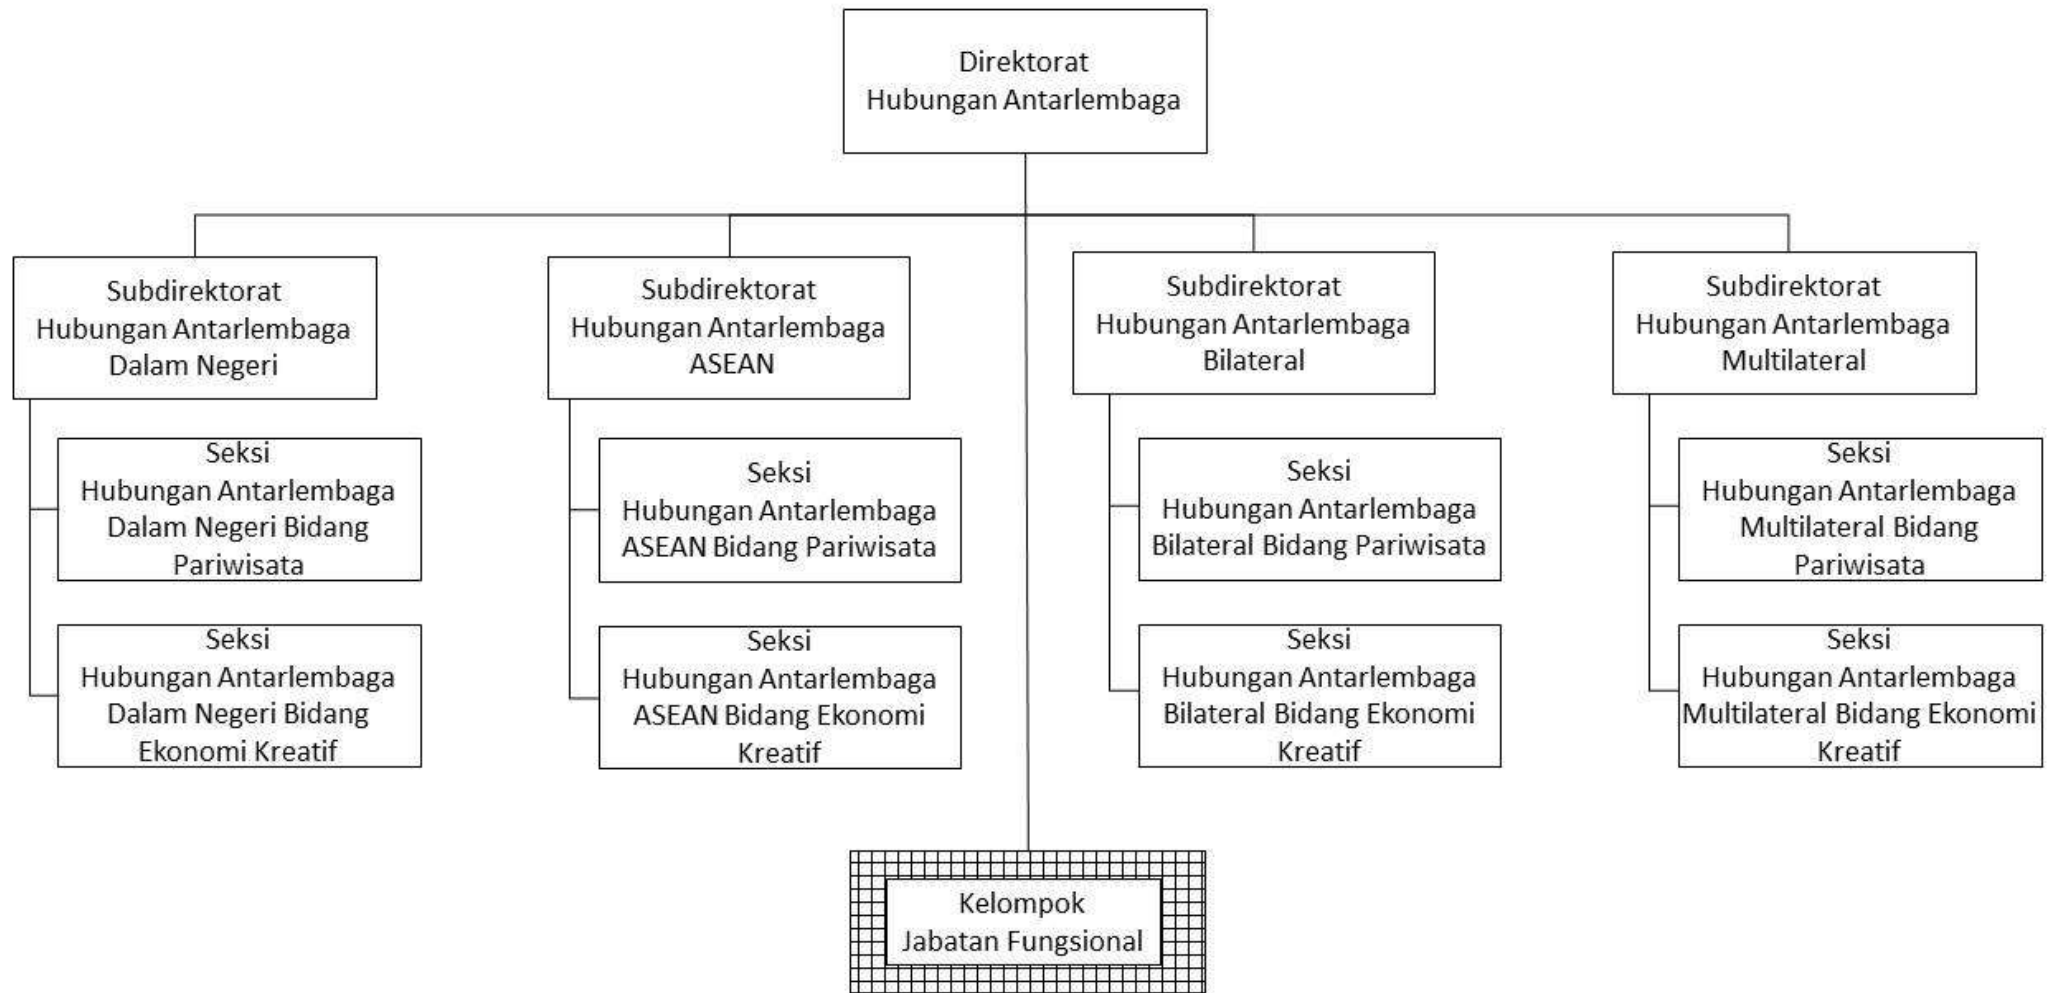 Direktorat
Hubungan Antarlembaga
Subdirektorat
Hubungan Antarlembaga
Dalam Negeri
Subdirektorat
Hubungan Antarlembaga
ASEAN
Subdirektorat
Hubungan Antarlembaga
Bilateral
Subdirektorat
Hubungan Antarlembaga
Multilateral
Seksi
Hubungan Antarlembaga
Dalam Negeri Bidang
Pariwisata
Seksi
Hubungan Antarlembaga
ASEAN Bidang Pariwisata
Seksi
Hubungan Antarlembaga
Bilateral Bidang Pariwisata
Seksi
Hubungan Antarlembaga
Multilateral Bidang
Pariwisata
Seksi
Hubungan Antarlembaga
Dalam Negeri Bidang
Ekonomi Kreatif
Seksi
Hubungan Antarlembaga
ASEAN Bidang Ekonomi
Kreatif
Seksi
Hubungan Antarlembaga
Bilateral Bidang Ekonomi
Kreatif
Seksi
Hubungan Antarlembaga
Multilateral Bidang Ekonomi
Kreatif
Kelompok
Jabatan Fungsional